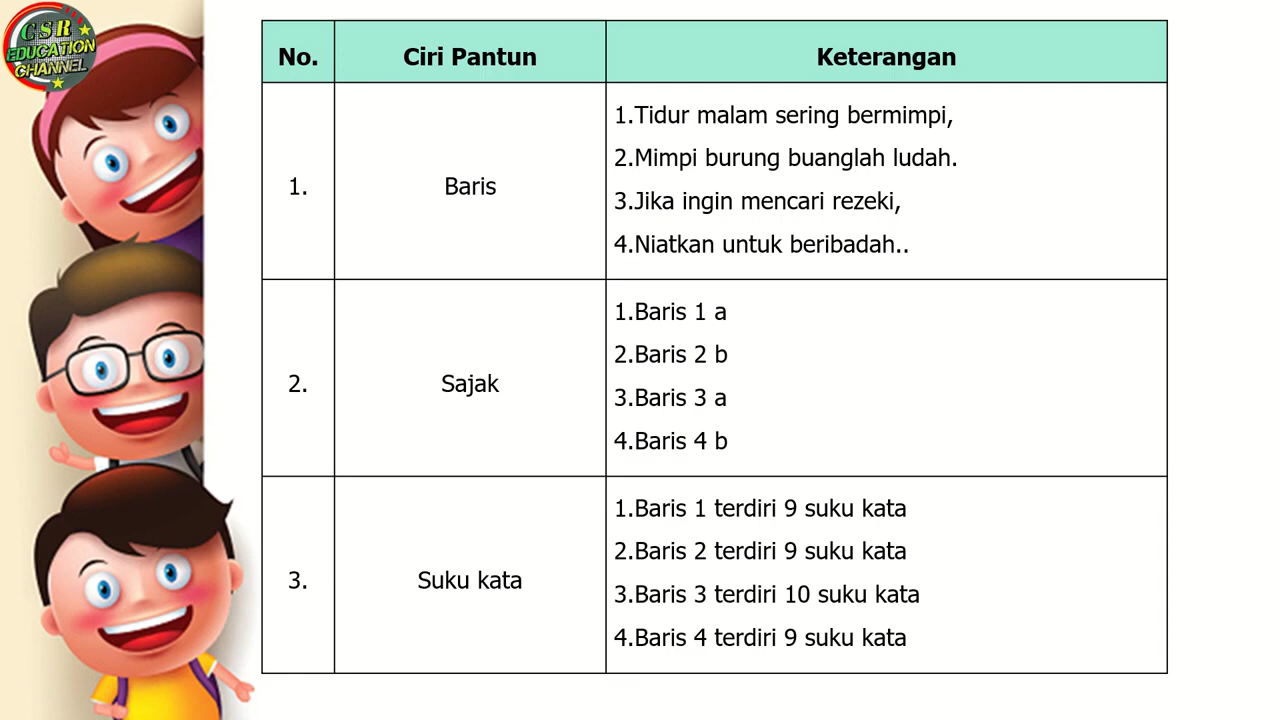 CSR
EDUCATION
CHANNEL
No.
Ciri Pantun
Keterangan
1.
Baris
1.Tidur malam sering bermimpi,
2.Mimpi burung buanglah ludah.
3.Jika ingin mencari rezeki,
4.Niatkan untuk beribadah..
2.
Sajak
1.Baris 1 a
2.Baris 2 b
3.Baris 3 a
4.Baris 4 b
3.
Suku kata
1.Baris 1 terdiri 9 suku kata
2.Baris 2 terdiri 9 suku kata
3.Baris 3 terdiri 10 suku kata
4.Baris 4 terdiri 9 suku kata